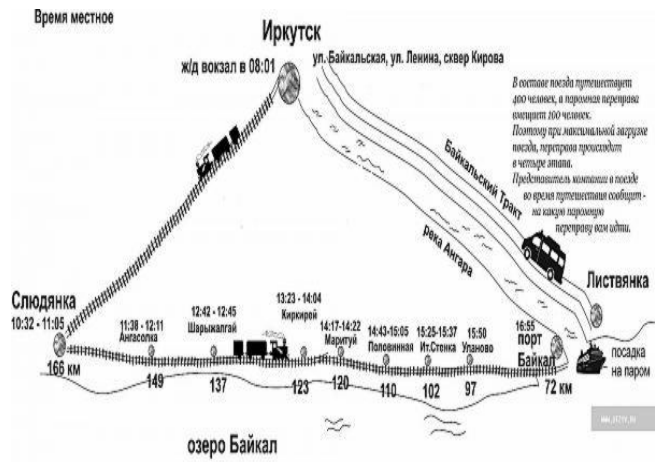 Время местное
Иркутск
ж/д вокзал в 08:01
ул. Байкальская, ул. Ленина, сквер Кирова
В составе поезда путешествует
400 человек, а паромная переправа
вмещает 100 человек.
Поэтому при максимальной загрузке
поезда, переправа происходит
в четыре этапа.
Представитель компании в поезде
во время путешествия сообщит -
на какую паромную
переправу вам идти.
Байкальский Тракт
река Ангара
Листвянка
Слюдянка
10:32 - 11:05
11:38 - 12:11
Ангасолка
12:42 - 12:45
Шарыжалгай
13:23 - 14:04
Киркирей
14:17-14:22
Маритуй
14:43-15:05
Половинная
15:25-15:37
Ит.Стенка
15:50
Уланово
16:55
порт
Байкал
посадка
на паром
166 км
149
137
123
120
110
102
97
72 км
озеро Байкал